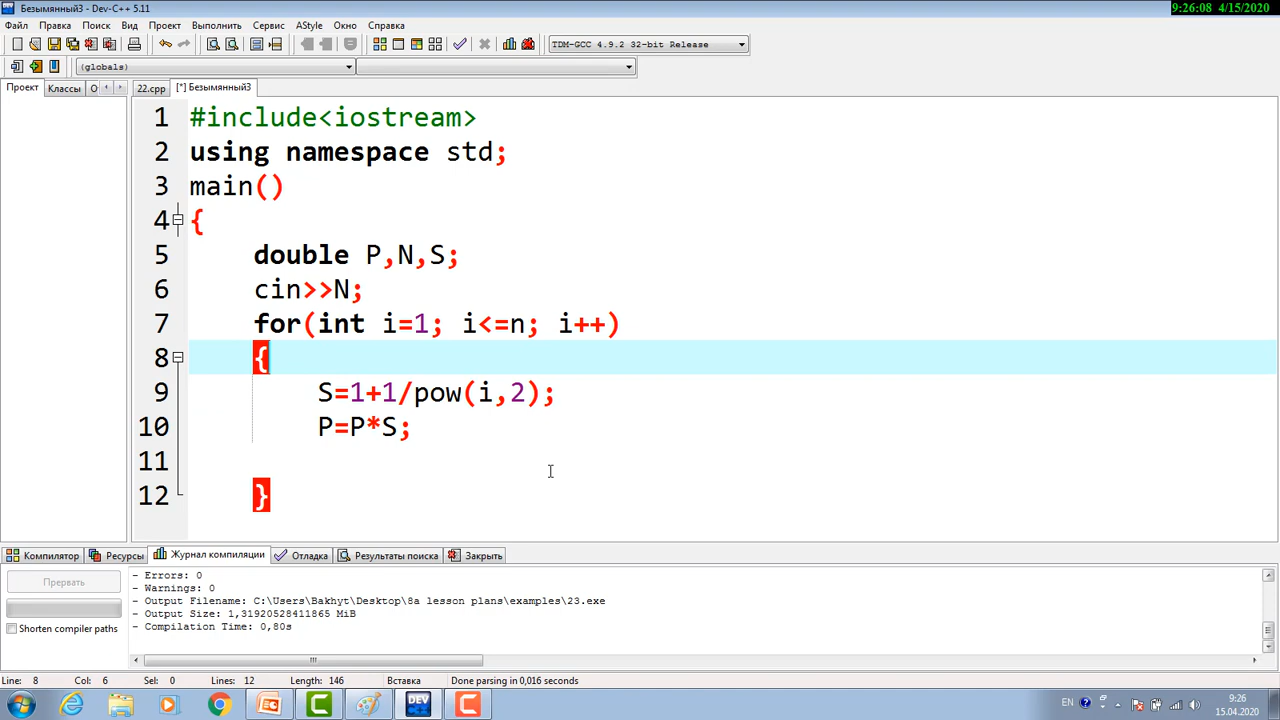 Безымянный3 - Dev-C++ 5.11
9:26:08 4/15/2020
Файл Правка Поиск Вид Проект Выполнить Сервис AStyle Окно Справка
TDM-GCC 4.9.2 32-bit Release
(globals)
Проект Классы О
22.cpp [*] Безымянный3
1 #include<iostream>
2 using namespace std;
3 main()
4 {
5 double P,N,S;
6 cin>>N;
7 for(int i=1; i<=n; i++)
8 {
9 S=1+1/pow(i,2);
10 P=P*S;
11
12 }
Компилятор Ресурсы Журнал компиляции Отладка Результаты поиска Закрыть
Прервать
Shorten compiler paths
- Errors: 0
- Warnings: 0
- Output Filename: C:\Users\Bakhyt\Desktop\8a lesson plans\examples\23.exe
- Output Size: 1,31920528411865 MiB
- Compilation Time: 0,80s
Line: 8 Col: 6 Sel: 0 Lines: 12 Length: 146 Вставка Done parsing in 0,016 seconds
DEV
EN
9:26
15.04.2020